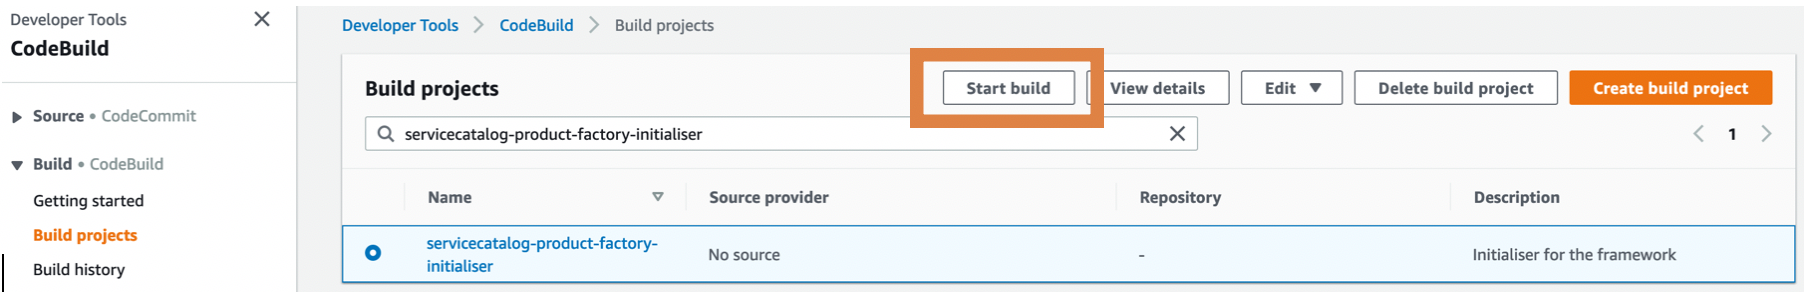 Developer Tools
CodeBuild
Source • CodeCommit
Build • CodeBuild
Getting started
Build projects
Build history
Developer Tools > CodeBuild > Build projects
Build projects
Start build
View details
Edit
Delete build project
Create build project
servicecatalog-product-factory-initialiser
1
Name Source provider Repository Description
servicecatalog-product-factory-
initialiser
No source
-
Initialiser for the framework